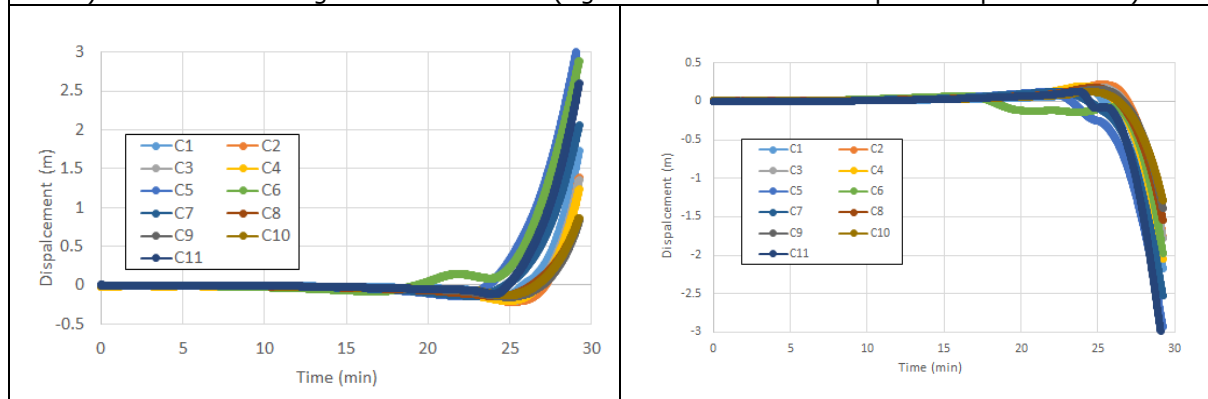 3
2.5
2
1.5
1
0.5
0
-0.5
Dispalcement (m)
C1 C2
C3 C4
C5 C6
C7 C8
C9 C10
C11
0 5 10 15 20 25 30
Time (min)
0.5
0
-0.5
-1
-1.5
-2
-2.5
-3
Displacement (m)
C1 C2
C3 C4
C5 C6
C7 C8
C9 C10
C11
0 5 10 15 20 25 30
Time (min)